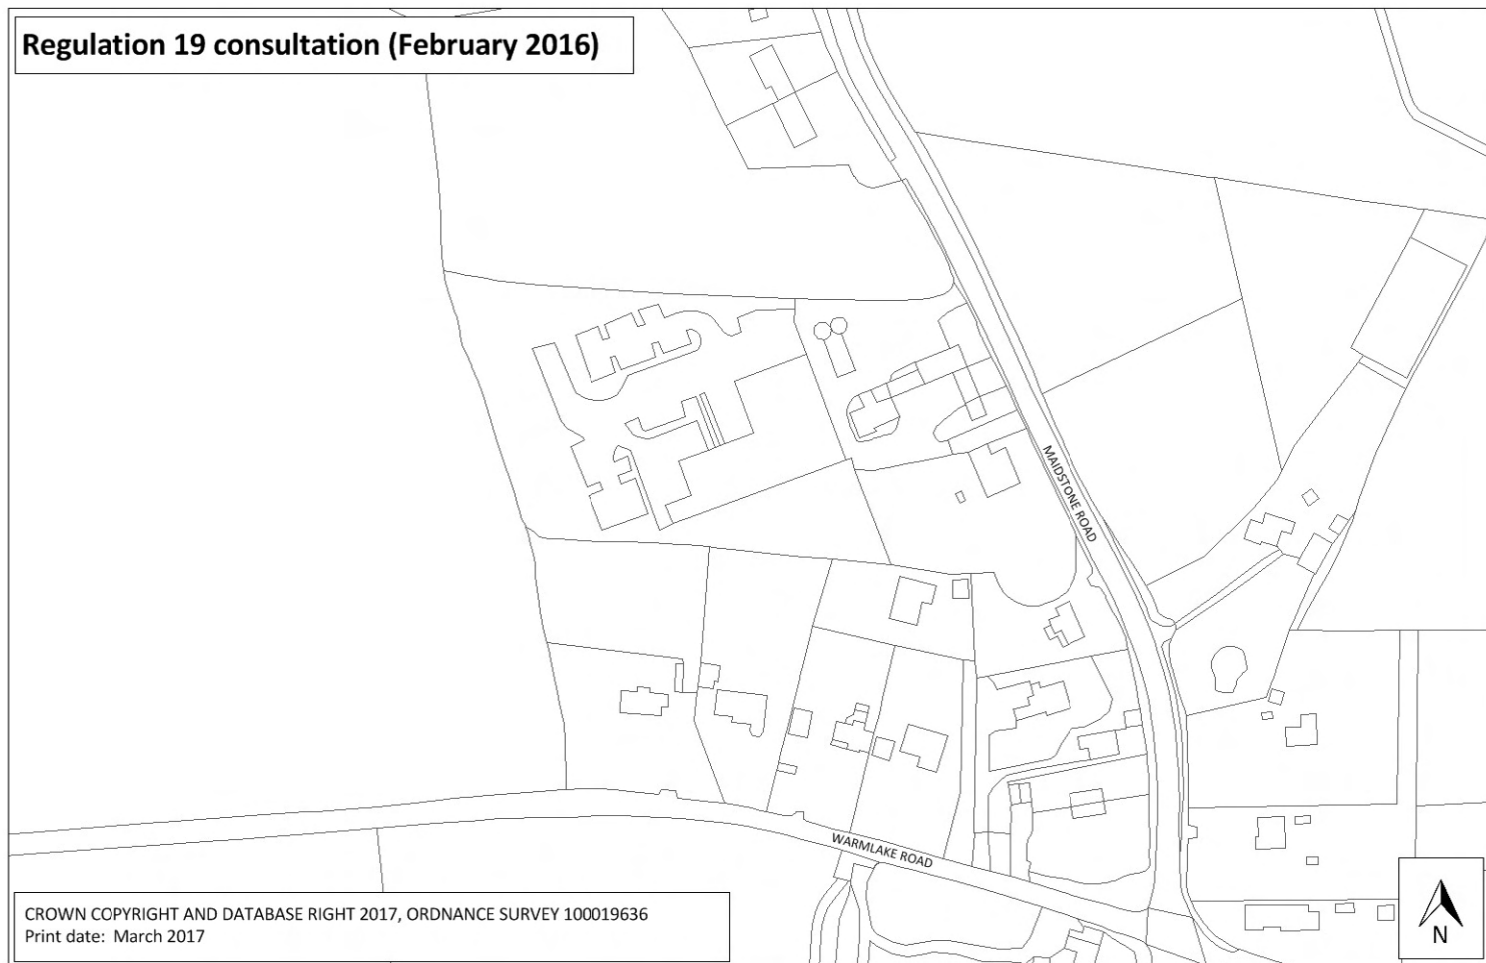 Regulation 19 consultation (February 2016)
MAIDSTONE ROAD
WARMLAKE ROAD
CROWN COPYRIGHT AND DATABASE RIGHT 2017, ORDNANCE SURVEY 100019636
Print date: March 2017
N